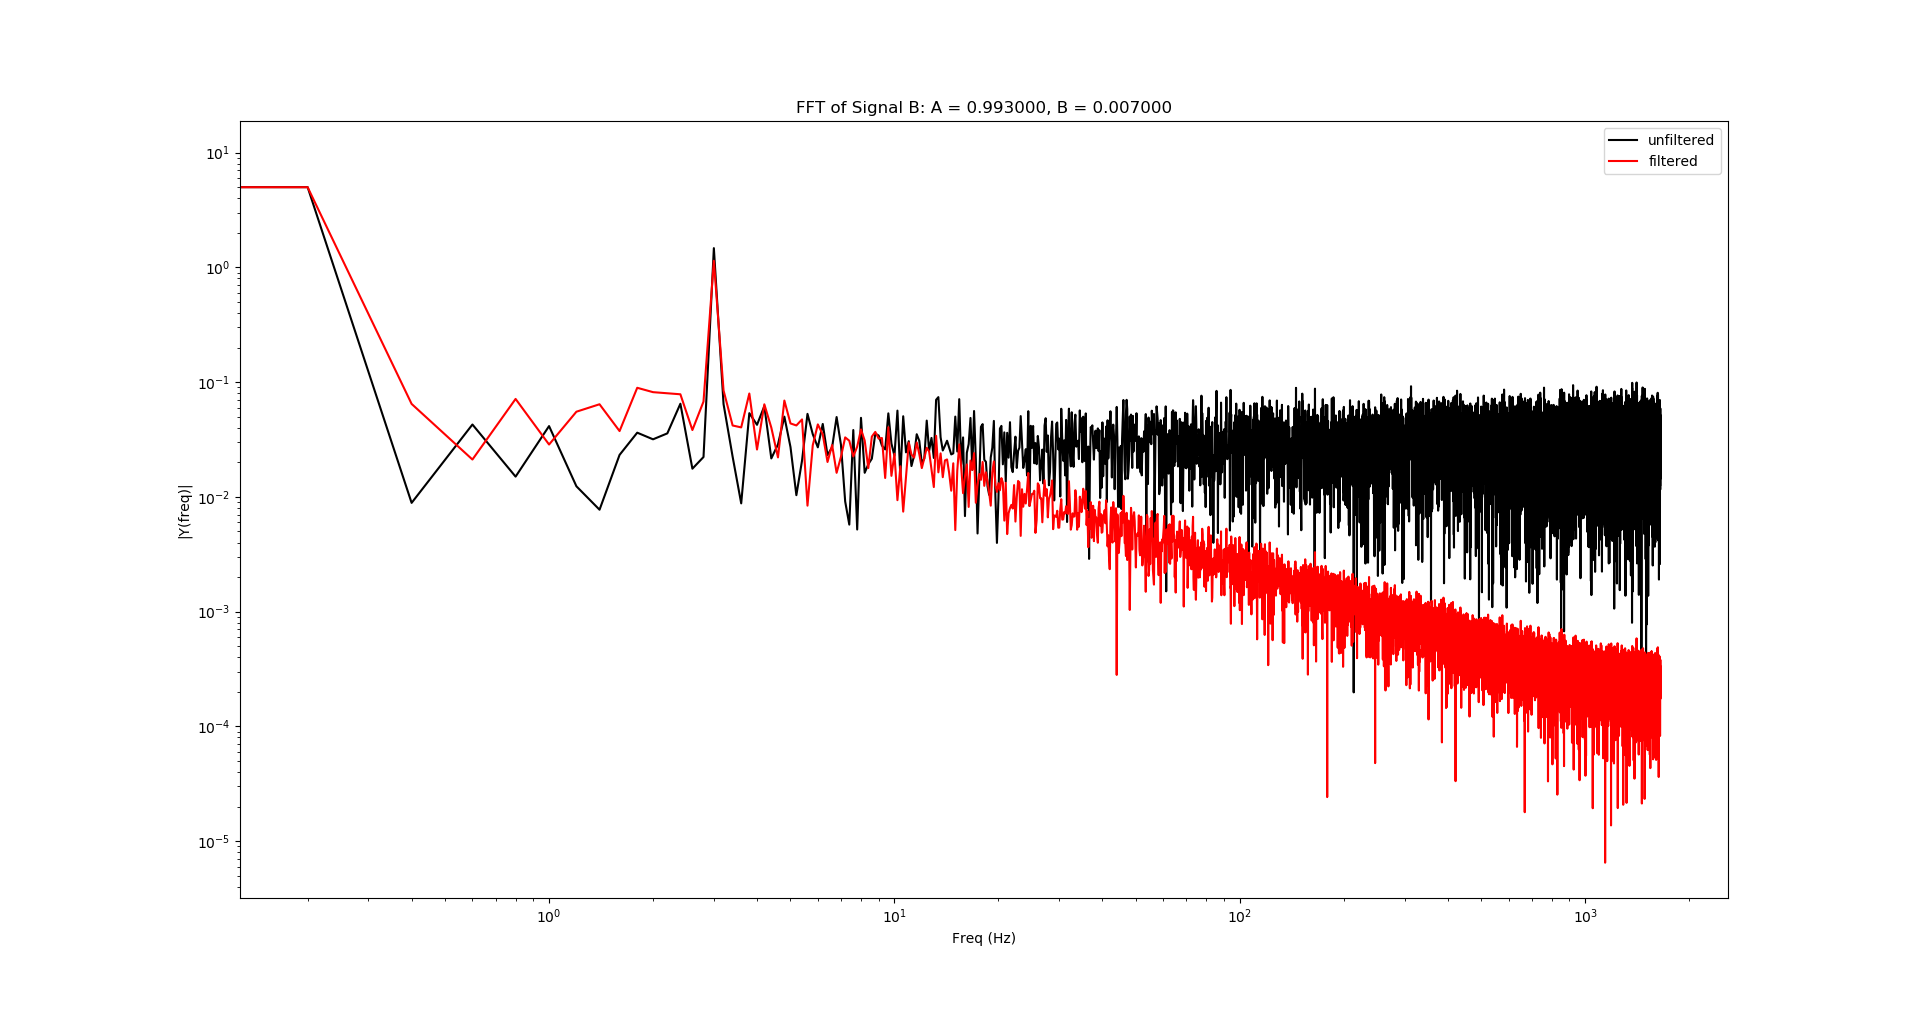 FFT of Signal B: A = 0.993000, B = 0.007000
unfiltered
filtered
10¹
10⁰
10⁻¹
10⁻²
10⁻³
10⁻⁴
10⁻⁵
|Y(freq)|
10⁰ 10¹ 10² 10³
Freq (Hz)